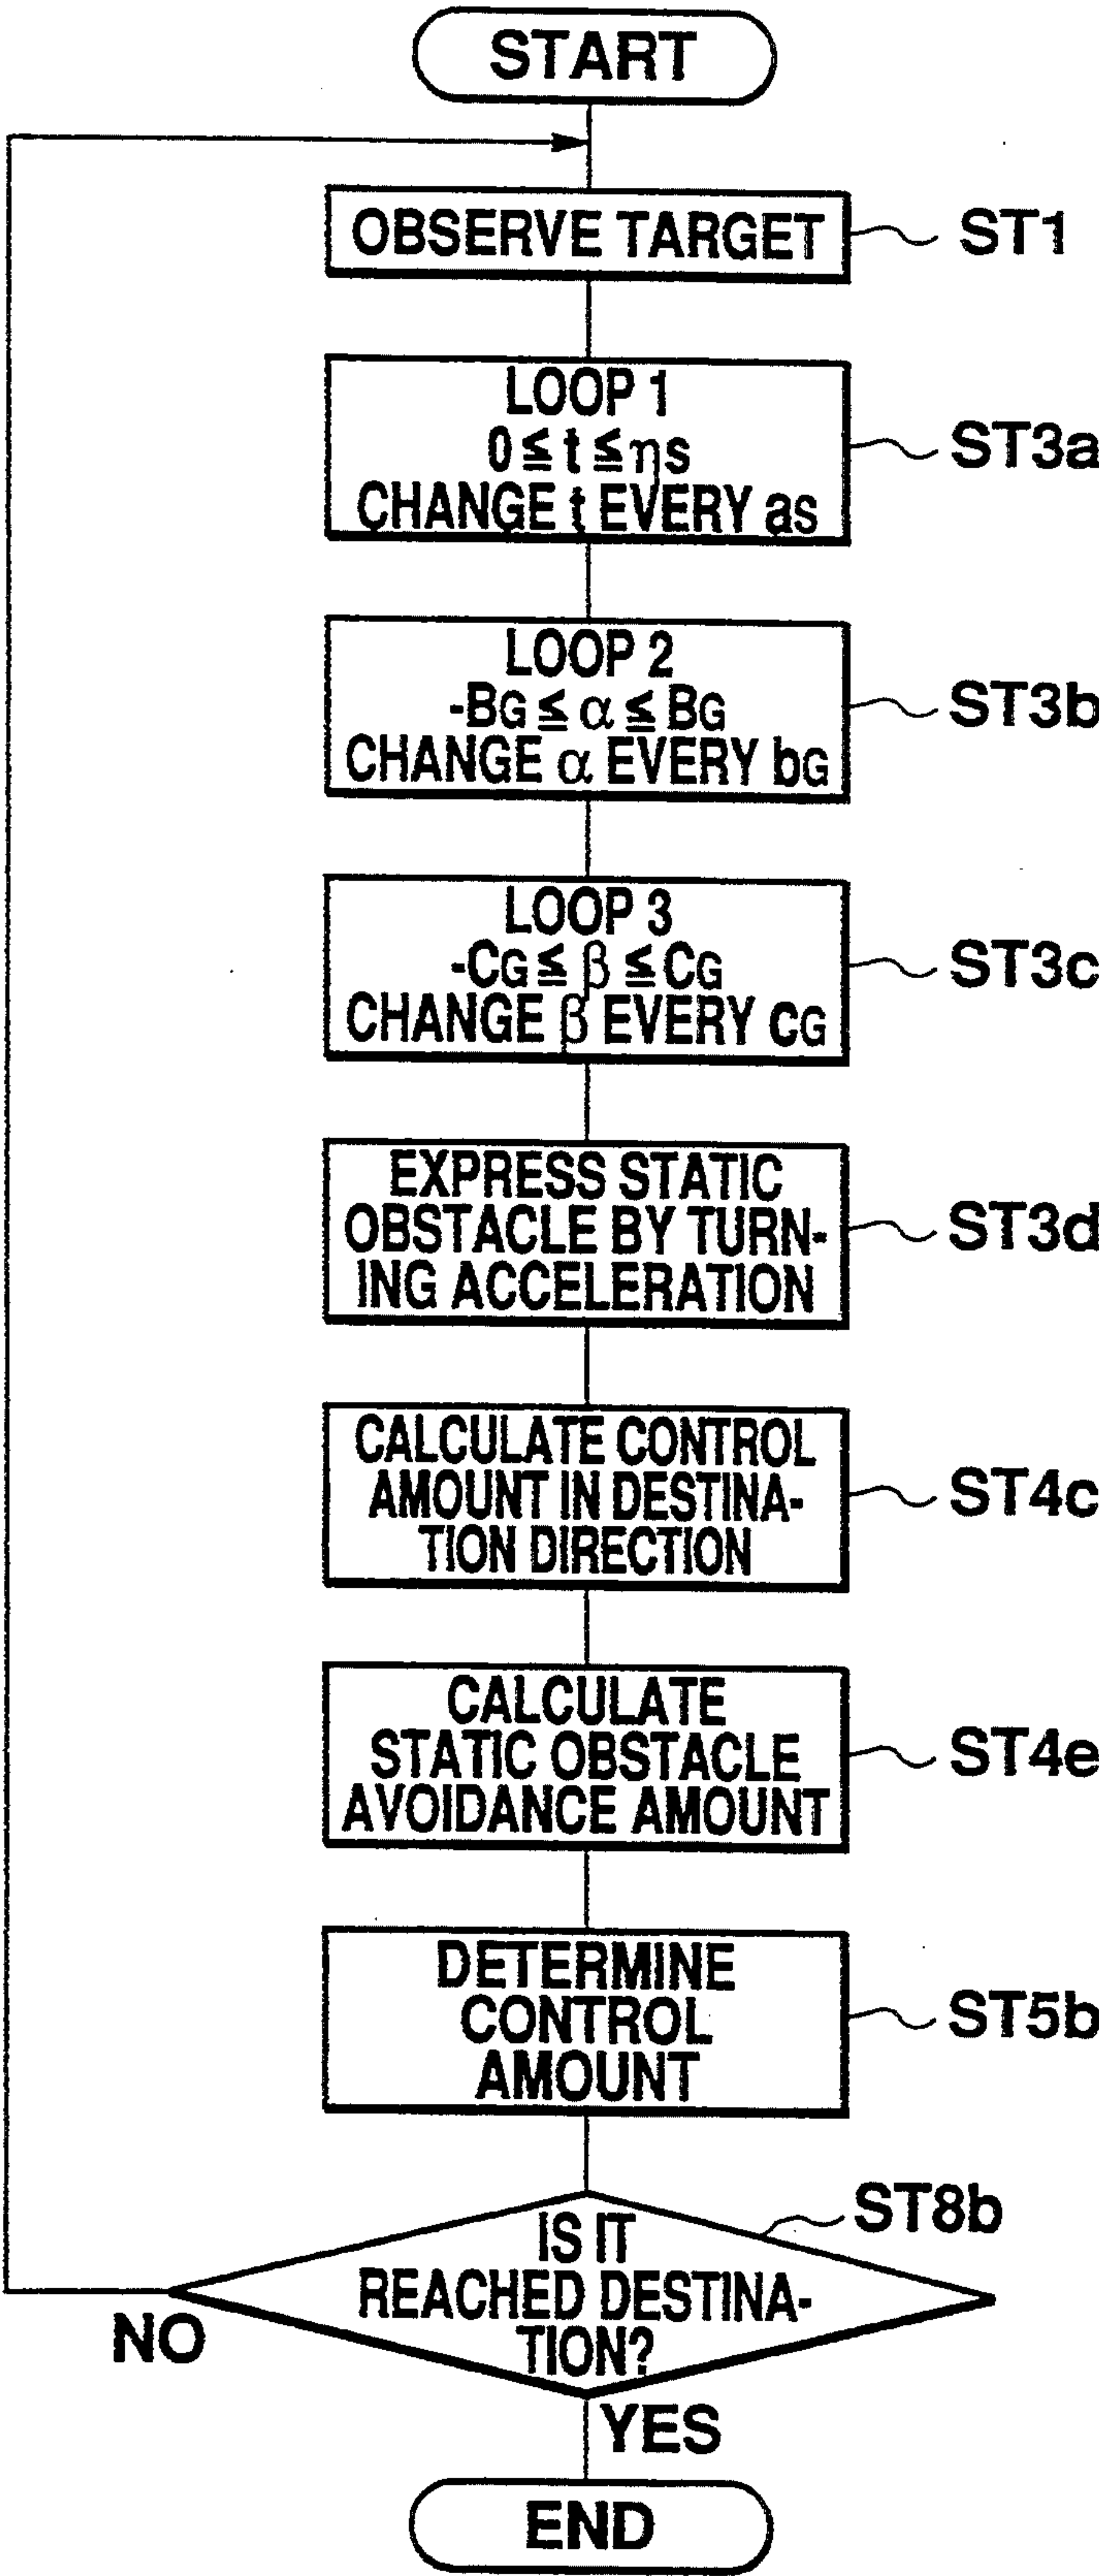 START
OBSERVE TARGET
ST1
LOOP 1
0 ≦ t ≦ ηs
CHANGE t EVERY as
ST3a
LOOP 2
-BG ≦ α ≦ BG
CHANGE α EVERY bG
ST3b
LOOP 3
-CG ≦ β ≦ CG
CHANGE β EVERY cG
ST3c
EXPRESS STATIC
OBSTACLE BY TURN-
ING ACCELERATION
ST3d
CALCULATE CONTROL
AMOUNT IN DESTINA-
TION DIRECTION
ST4c
CALCULATE
STATIC OBSTACLE
AVOIDANCE AMOUNT
ST4e
DETERMINE
CONTROL
AMOUNT
ST5b
ST8b
IS IT
REACHED DESTINA-
TION?
NO
YES
END